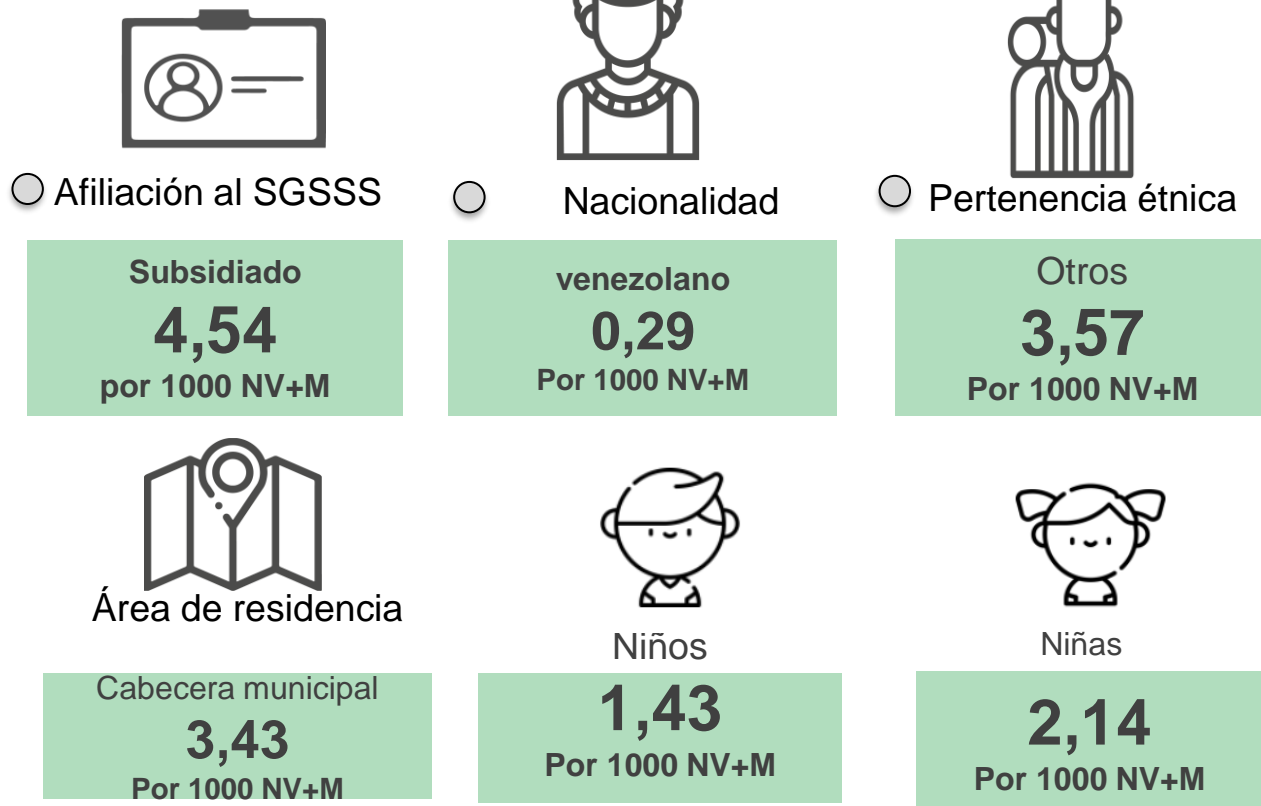 Afiliación al SGSSS
Subsidiado
4,54
por 1000 NV+M
Nacionalidad
venezolano
0,29
Por 1000 NV+M
Pertenencia étnica
Otros
3,57
Por 1000 NV+M
Área de residencia
Cabecera municipal
3,43
Por 1000 NV+M
Niños
1,43
Por 1000 NV+M
Niñas
2,14
Por 1000 NV+M